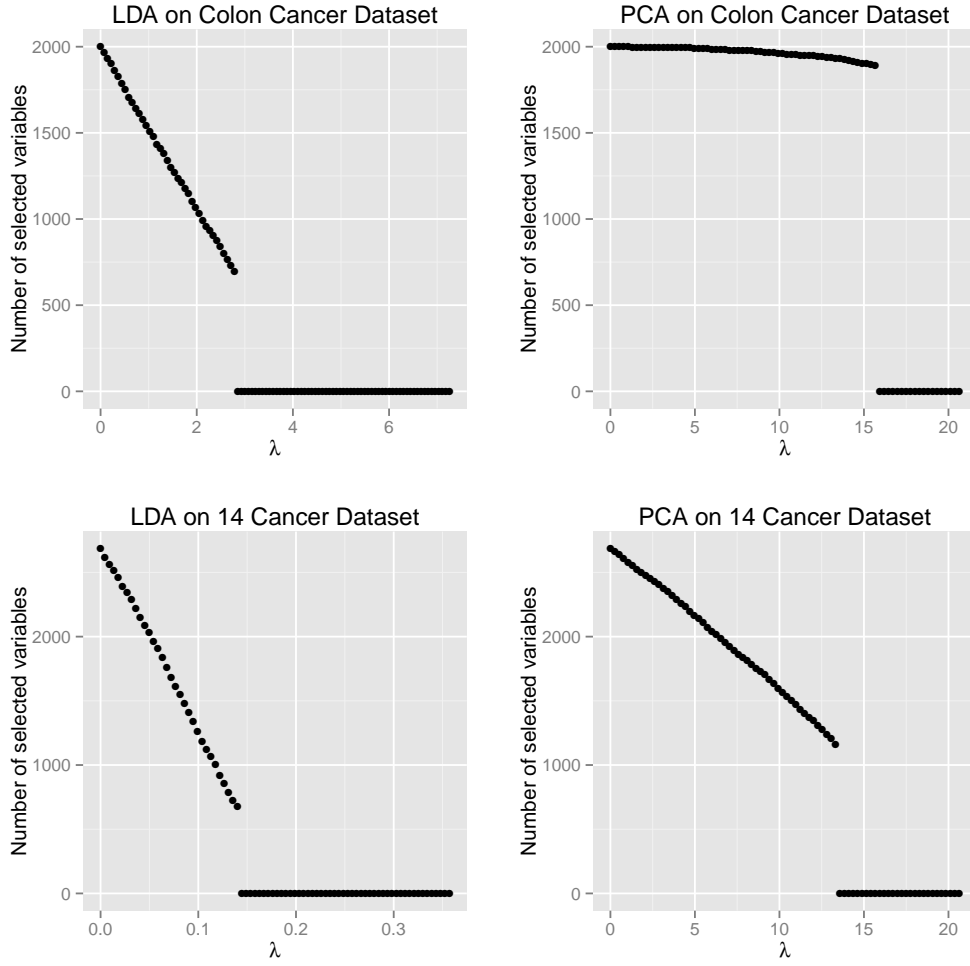 LDA on Colon Cancer Dataset
Number of selected variables
2000
1500
1000
500
0
0 2 4 6
λ
PCA on Colon Cancer Dataset
Number of selected variables
2000
1500
1000
500
0
0 5 10 15 20
λ
LDA on 14 Cancer Dataset
Number of selected variables
2000
1000
0
0.0 0.1 0.2 0.3
λ
PCA on 14 Cancer Dataset
Number of selected variables
2000
1000
0
0 5 10 15 20
λ